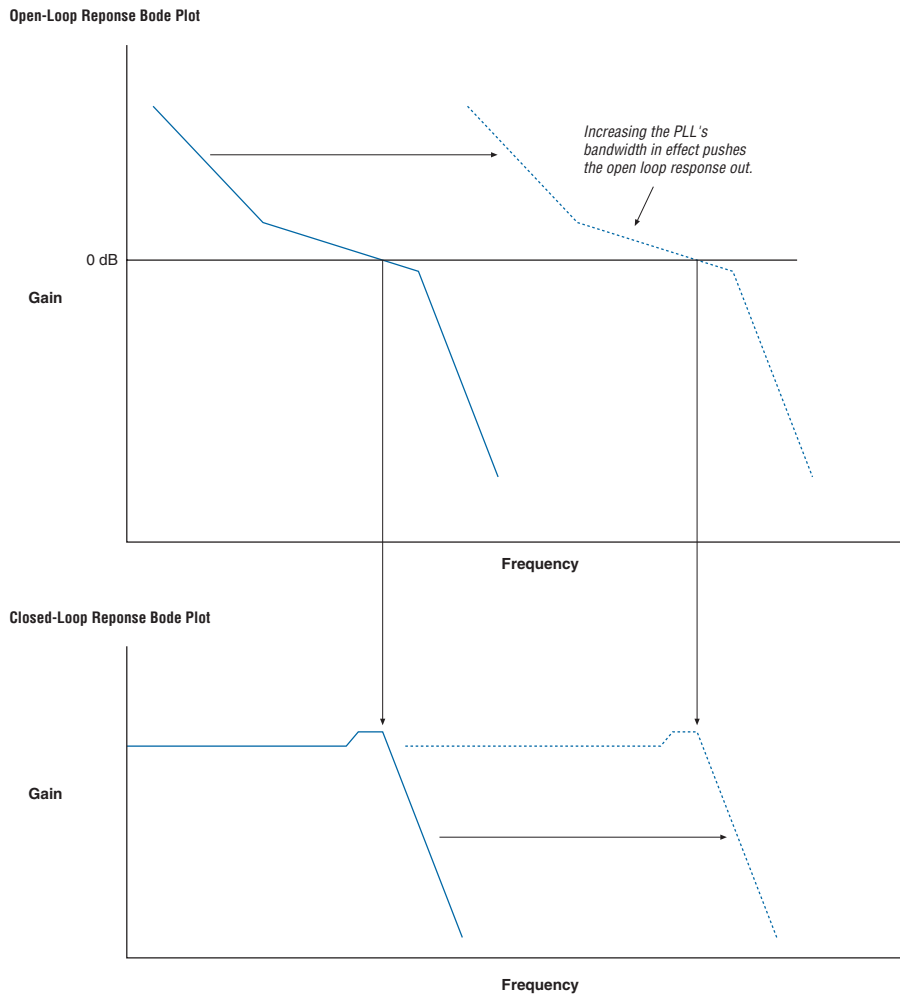 Open-Loop Reponse Bode Plot
Increasing the PLL's
bandwidth in effect pushes
the open loop response out.
0 dB
Gain
Frequency
Closed-Loop Reponse Bode Plot
Gain
Frequency